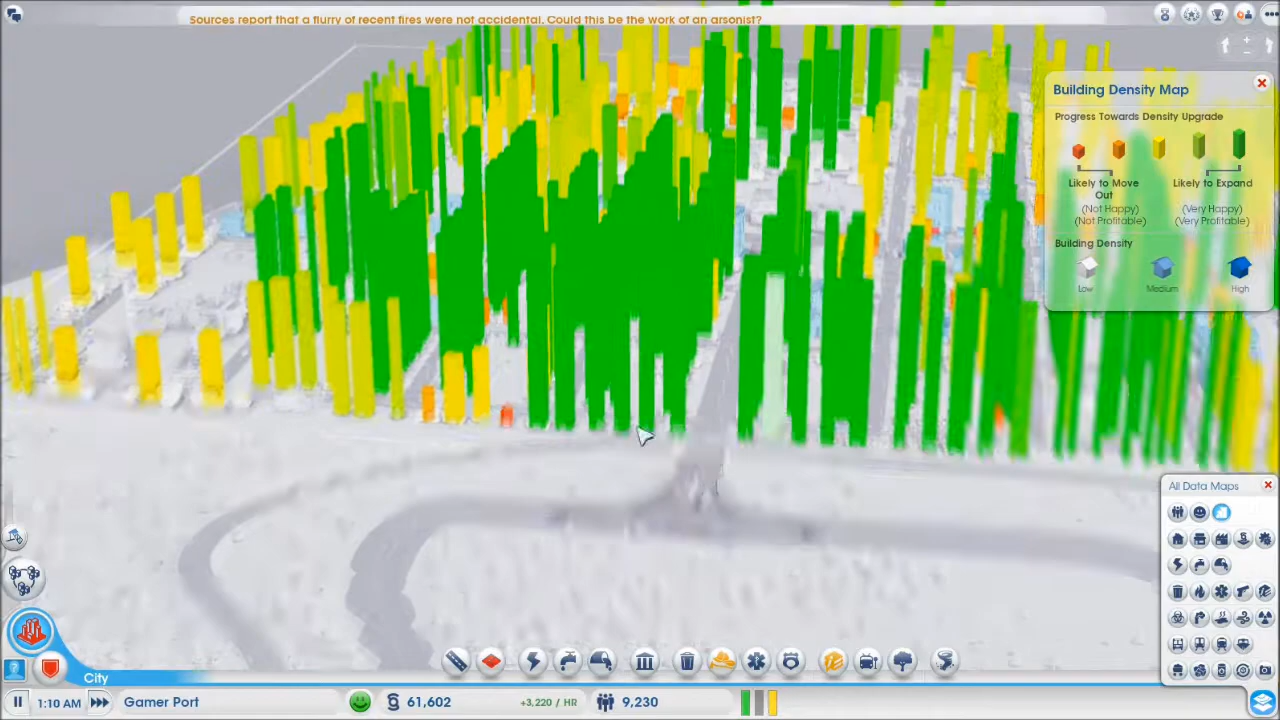 Sources report that a flurry of recent fires were not accidental. Could this be the work of an arsonist?
Building Density Map
Progress Towards Density Upgrade
Likely to Move Out
Likely to Expand
(Not Happy)
(Not Profitable)
(Very Happy)
(Very Profitable)
Building Density
Low
Medium
High
All Data Maps
City
1:10 AM
Gamer Port
61,602
+3,220 / HR
9,230